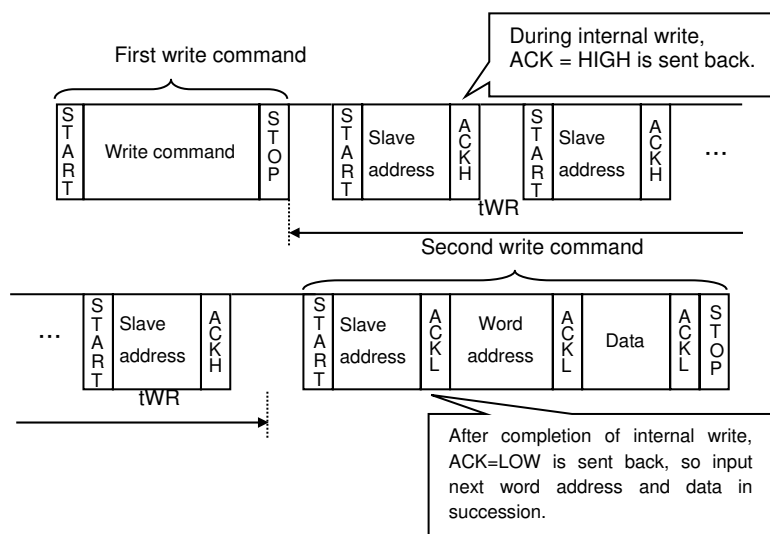 First write command
During internal write,
ACK = HIGH is sent back.
START
Write command
STOP
START
Slave
address
ACKH
START
Slave
address
ACKH
...
tWR
Second write command
...
START
Slave
address
ACKH
START
Slave
address
ACKL
Word
address
ACKL
Data
ACKL
STOP
tWR
After completion of internal write,
ACK=LOW is sent back, so input
next word address and data in
succession.